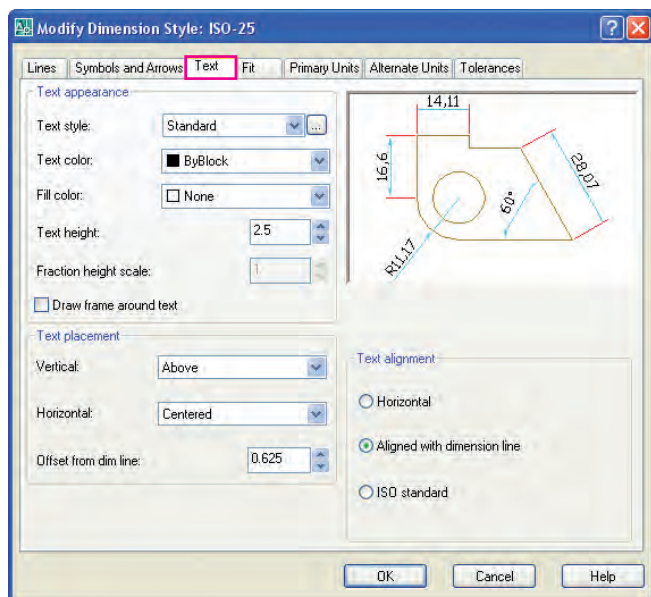 Modify Dimension Style: ISO-25
Lines Symbols and Arrows Text Fit Primary Units Alternate Units Tolerances
Text appearance
Text style: Standard ...
Text color: ByBlock
Fill color: None
Text height: 2.5
Fraction height scale: 1
Draw frame around text
14,11
16,6
28,07
60°
R11,17
Text placement
Vertical: Above
Horizontal: Centered
Offset from dim line: 0.625
Text alignment
Horizontal
Aligned with dimension line
ISO standard
OK Cancel Help